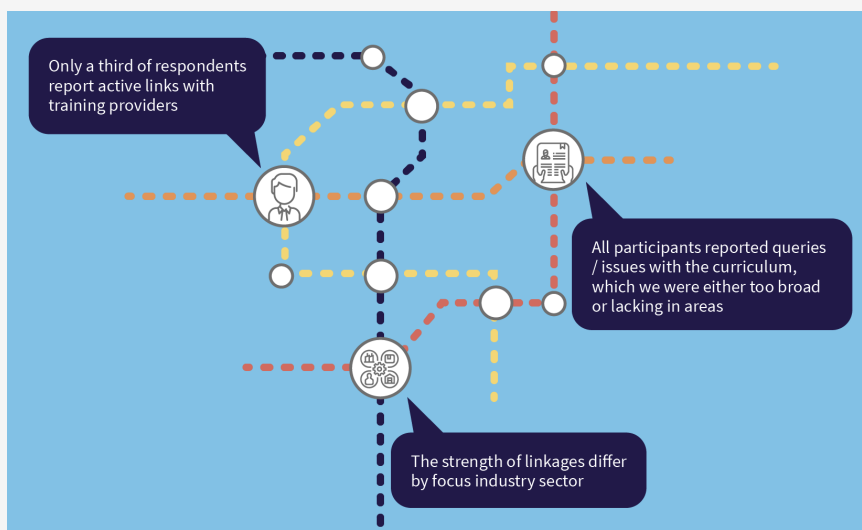 Only a third of respondents
report active links with
training providers
All participants reported queries
/ issues with the curriculum,
which we were either too broad
or lacking in areas
The strength of linkages differ
by focus industry sector